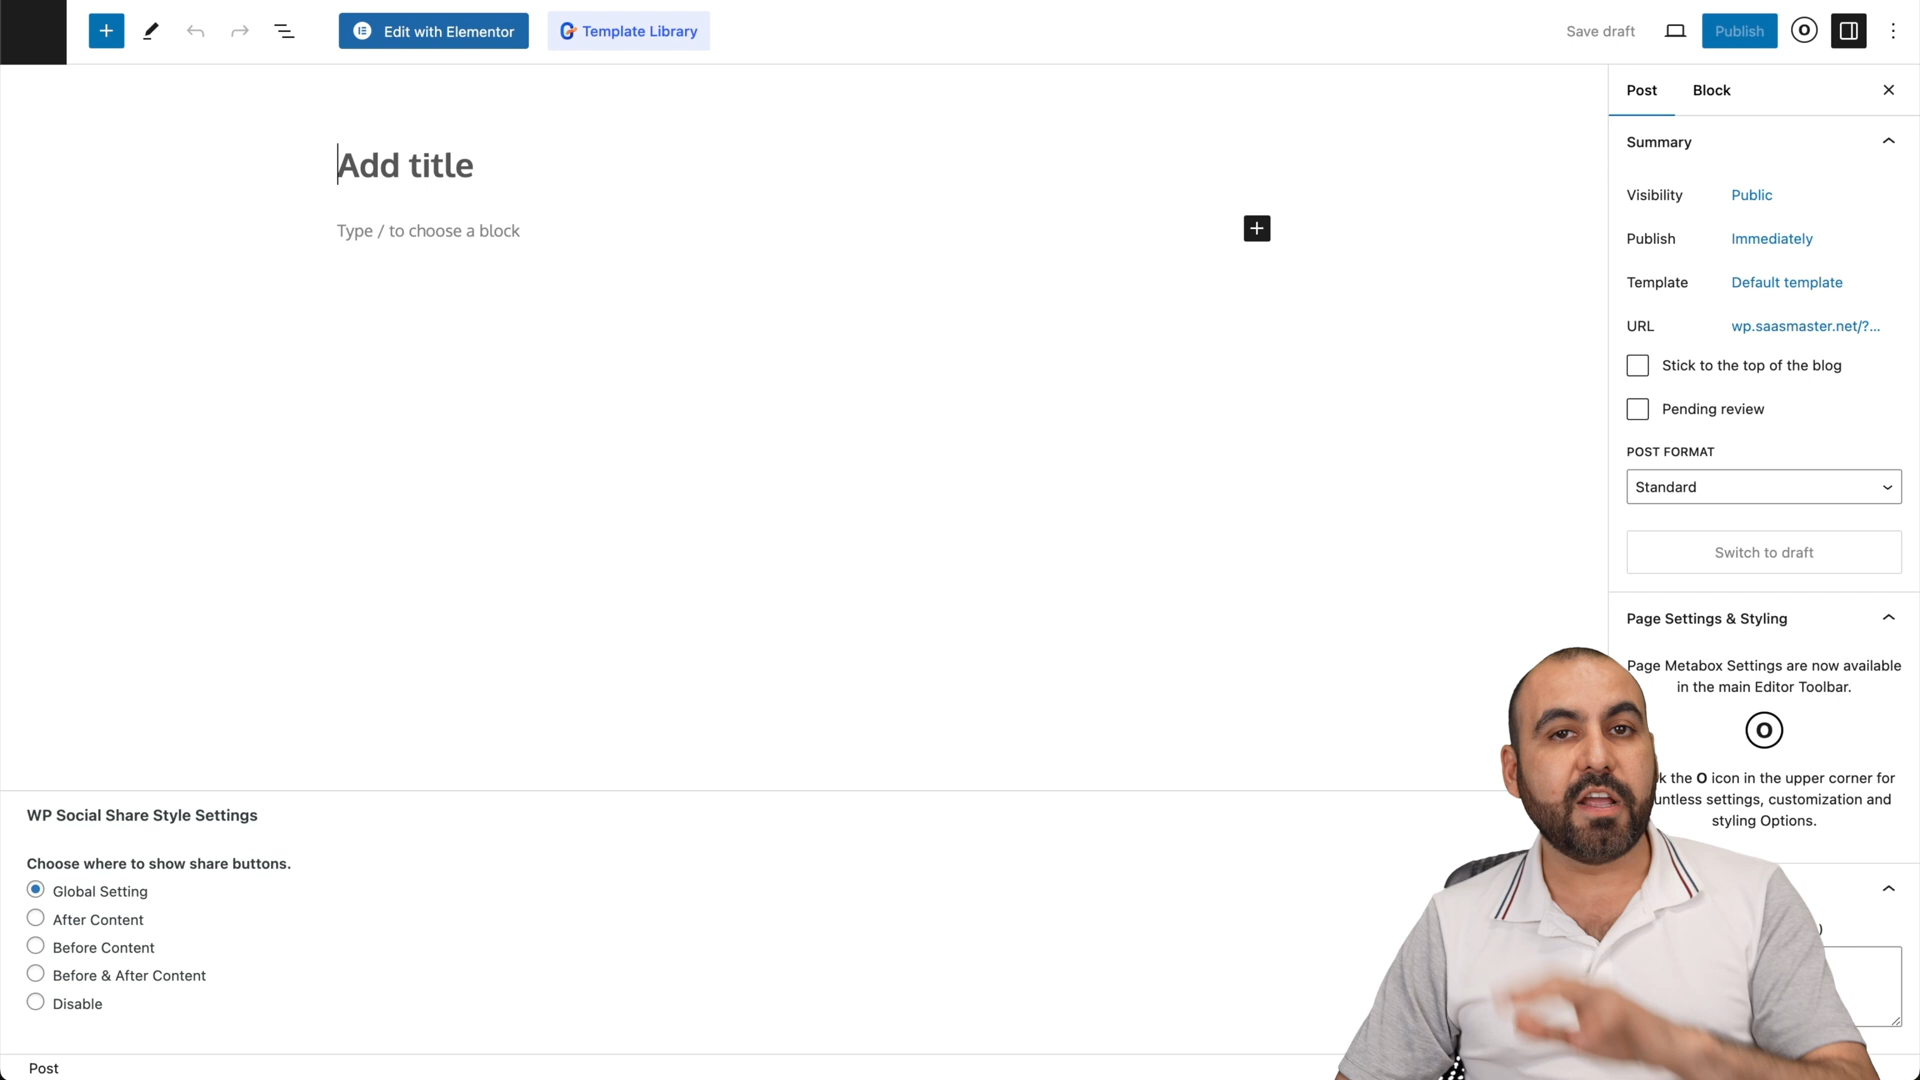 Edit with Elementor
Template Library
Save draft
Publish
Post
Block
Add title
Type / to choose a block
Summary
Visibility
Public
Publish
Immediately
Template
Default template
URL
wp.saasmaster.net/?...
Stick to the top of the blog
Pending review
POST FORMAT
Standard
Switch to draft
Page Settings & Styling
Page Metabox Settings are now available
in the main Editor Toolbar.
O
the O icon in the upper corner for
settings, customization and
styling Options.
WP Social Share Style Settings
Choose where to show share buttons.
Global Setting
After Content
Before Content
Before & After Content
Disable
Post